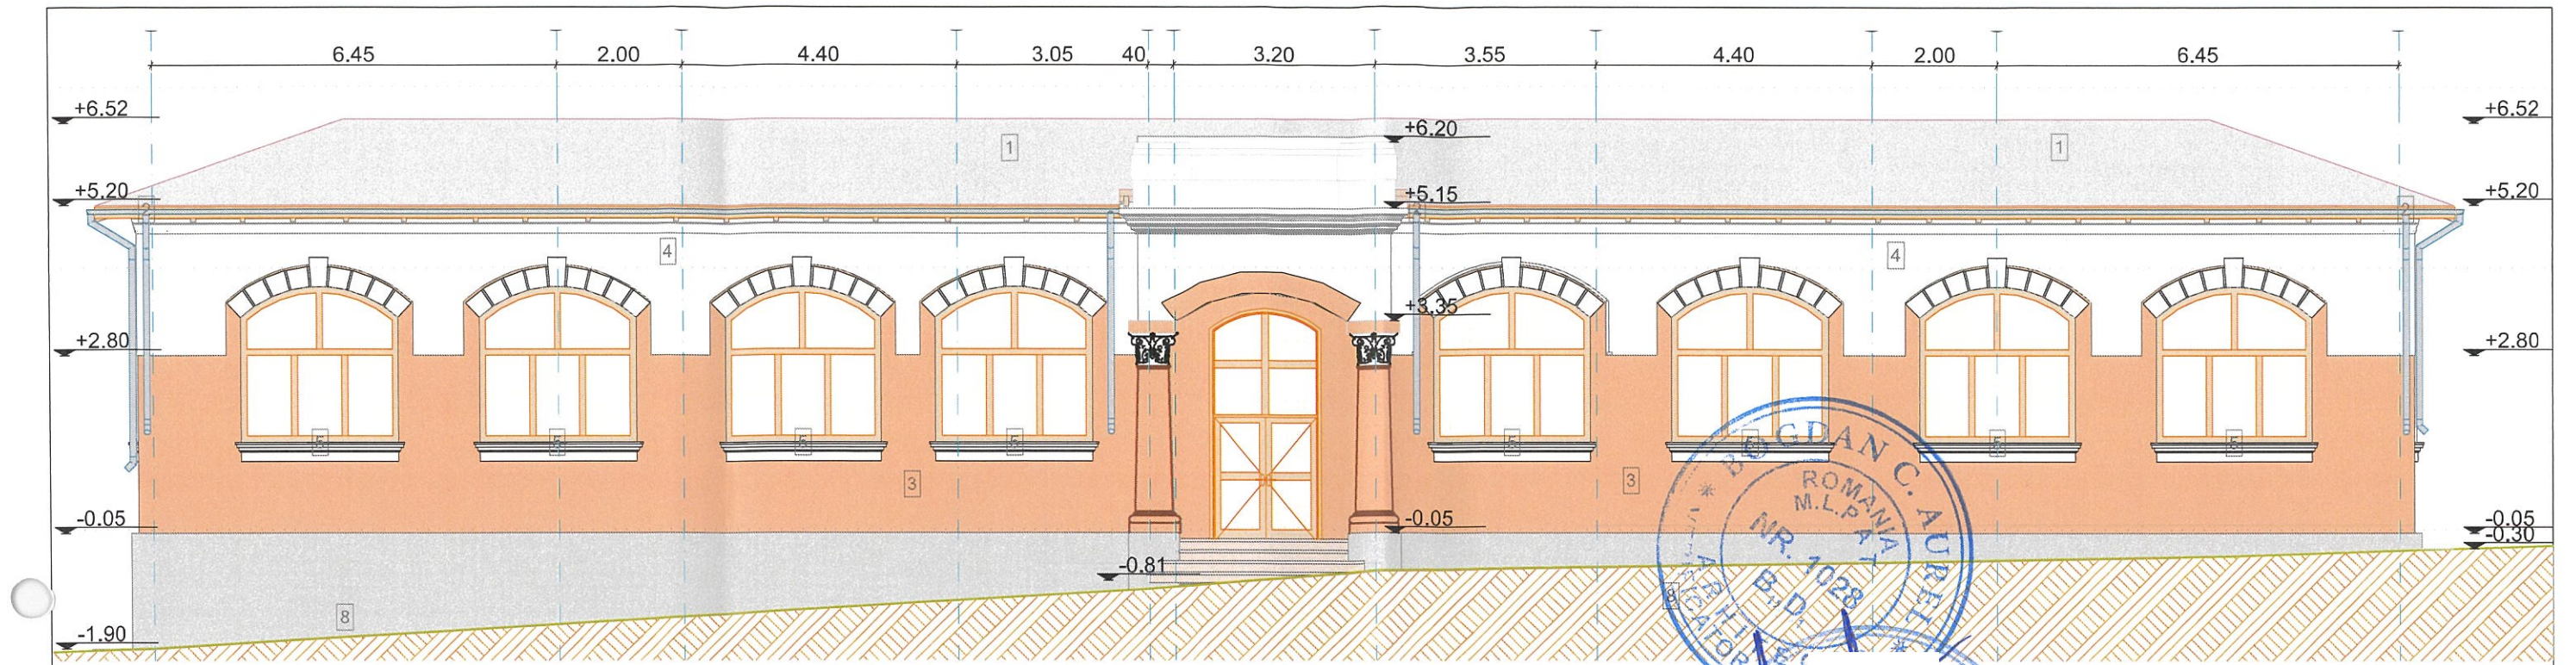 6.45 2.00 4.40 3.05 40 3.20 3.55 4.40 2.00 6.45
+6.52 +6.52
+6.20
1 1
+5.20 +5.15 +5.20
2 2
4 4
+3.35
+2.80 +2.80
5 5 5 5 5 5 5 5
3 3
-0.05 -0.05 -0.05
-0.30
-0.81
8 8
-1.90
* BOGDAN C. AUREL *
ROMANIA
M.L.P.A.T.
NR. 1028
B„D„